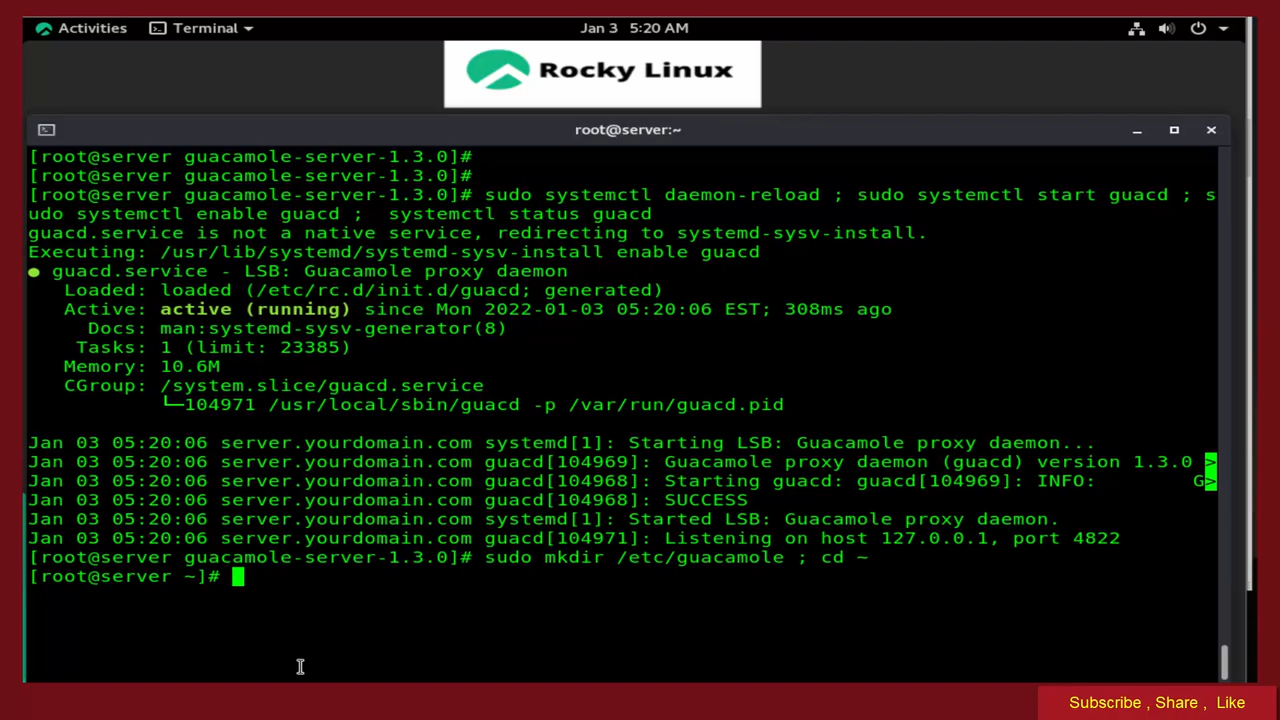 Activities Terminal Jan 3 5:20 AM
Rocky Linux
root@server:~
[root@server guacamole-server-1.3.0]#
[root@server guacamole-server-1.3.0]#
[root@server guacamole-server-1.3.0]# sudo systemctl daemon-reload ; sudo systemctl start guacd ; s
udo systemctl enable guacd ;  systemctl status guacd
guacd.service is not a native service, redirecting to systemd-sysv-install.
Executing: /usr/lib/systemd/systemd-sysv-install enable guacd
● guacd.service - LSB: Guacamole proxy daemon
Loaded: loaded (/etc/rc.d/init.d/guacd; generated)
Active: active (running) since Mon 2022-01-03 05:20:06 EST; 308ms ago
Docs: man:systemd-sysv-generator(8)
Tasks: 1 (limit: 23385)
Memory: 10.6M
CGroup: /system.slice/guacd.service
└─104971 /usr/local/sbin/guacd -p /var/run/guacd.pid
Jan 03 05:20:06 server.yourdomain.com systemd[1]: Starting LSB: Guacamole proxy daemon...
Jan 03 05:20:06 server.yourdomain.com guacd[104969]: Guacamole proxy daemon (guacd) version 1.3.0 >
Jan 03 05:20:06 server.yourdomain.com guacd[104968]: Starting guacd: guacd[104969]: INFO:        G>
Jan 03 05:20:06 server.yourdomain.com guacd[104968]: SUCCESS
Jan 03 05:20:06 server.yourdomain.com systemd[1]: Started LSB: Guacamole proxy daemon.
Jan 03 05:20:06 server.yourdomain.com guacd[104971]: Listening on host 127.0.0.1, port 4822
[root@server guacamole-server-1.3.0]# sudo mkdir /etc/guacamole ; cd ~
[root@server ~]#
Subscribe , Share , Like